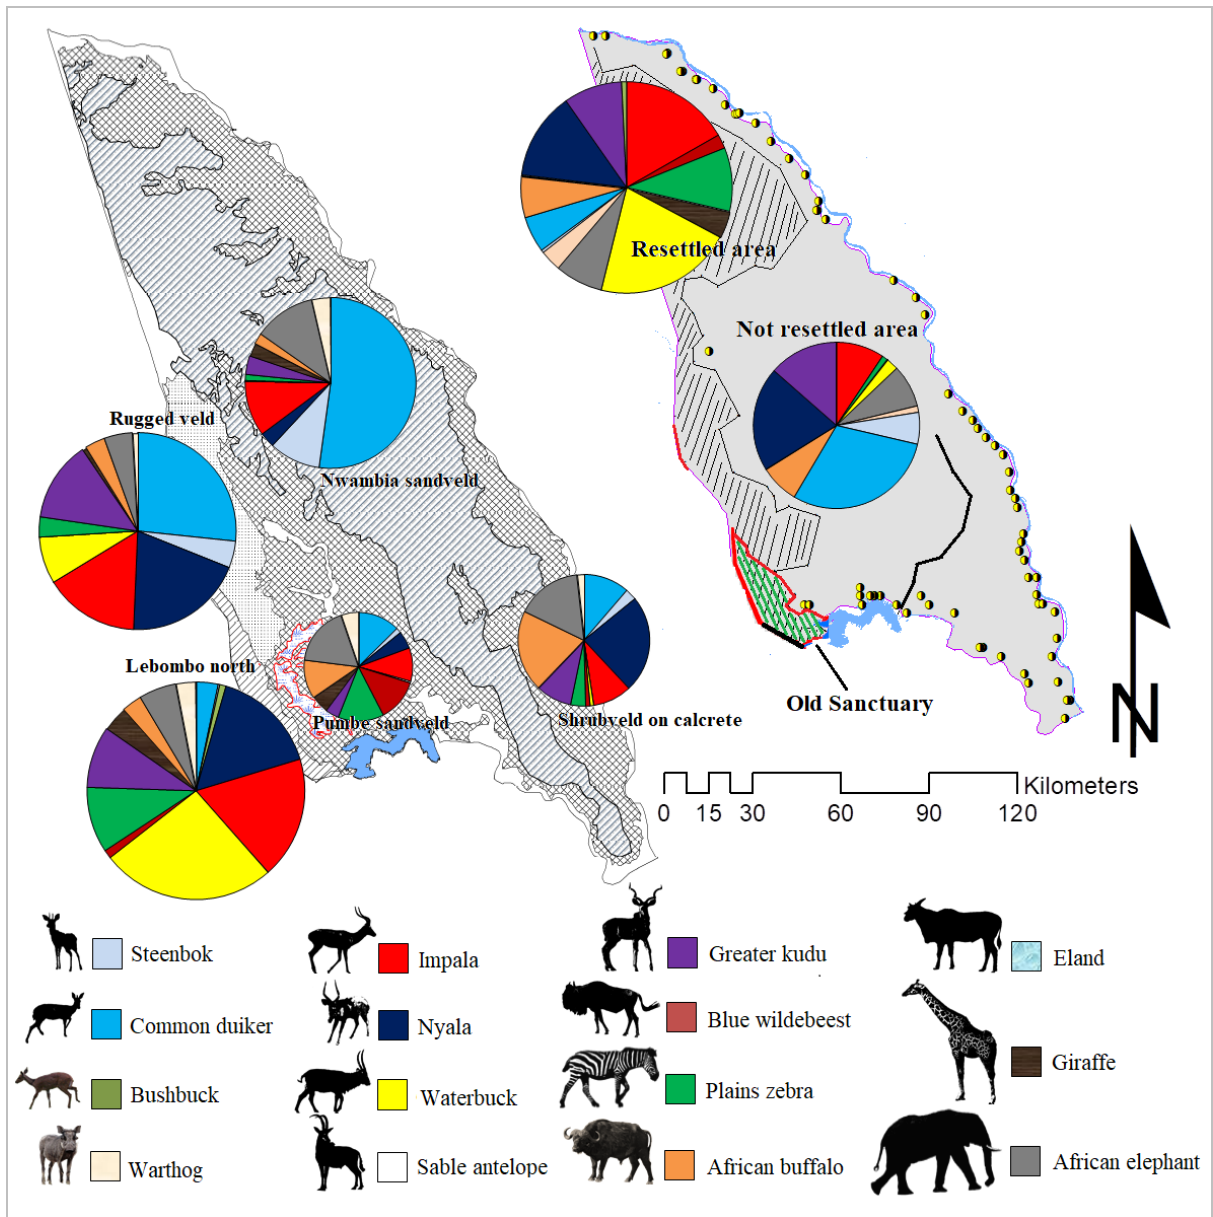 Resettled area
Not resettled area
Rugged veld
Nwambia sandveld
Lebombo north
Pumbe sandveld
Shrubveld on calcrete
Old Sanctuary
N
Kilometers
0 15 30 60 90 120
Steenbok
Impala
Greater kudu
Eland
Common duiker
Nyala
Blue wildebeest
Giraffe
Bushbuck
Waterbuck
Plains zebra
Warthog
Sable antelope
African buffalo
African elephant